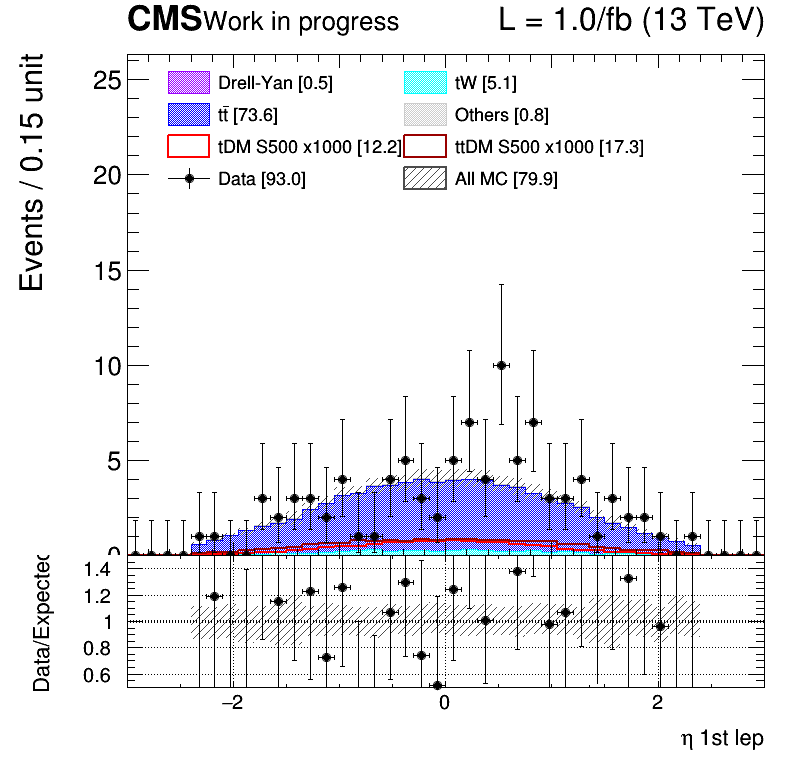 CMS Work in progress L = 1.0/fb (13 TeV)
Events / 0.15 unit
25
20
15
10
5
0
Drell-Yan [0.5] tW [5.1]
tt̄ [73.6] Others [0.8]
tDM S500 x1000 [12.2] ttDM S500 x1000 [17.3]
Data [93.0] All MC [79.9]
Data/Expected
1.4
1.2
1
0.8
0.6
−2 0 2
η 1st lep